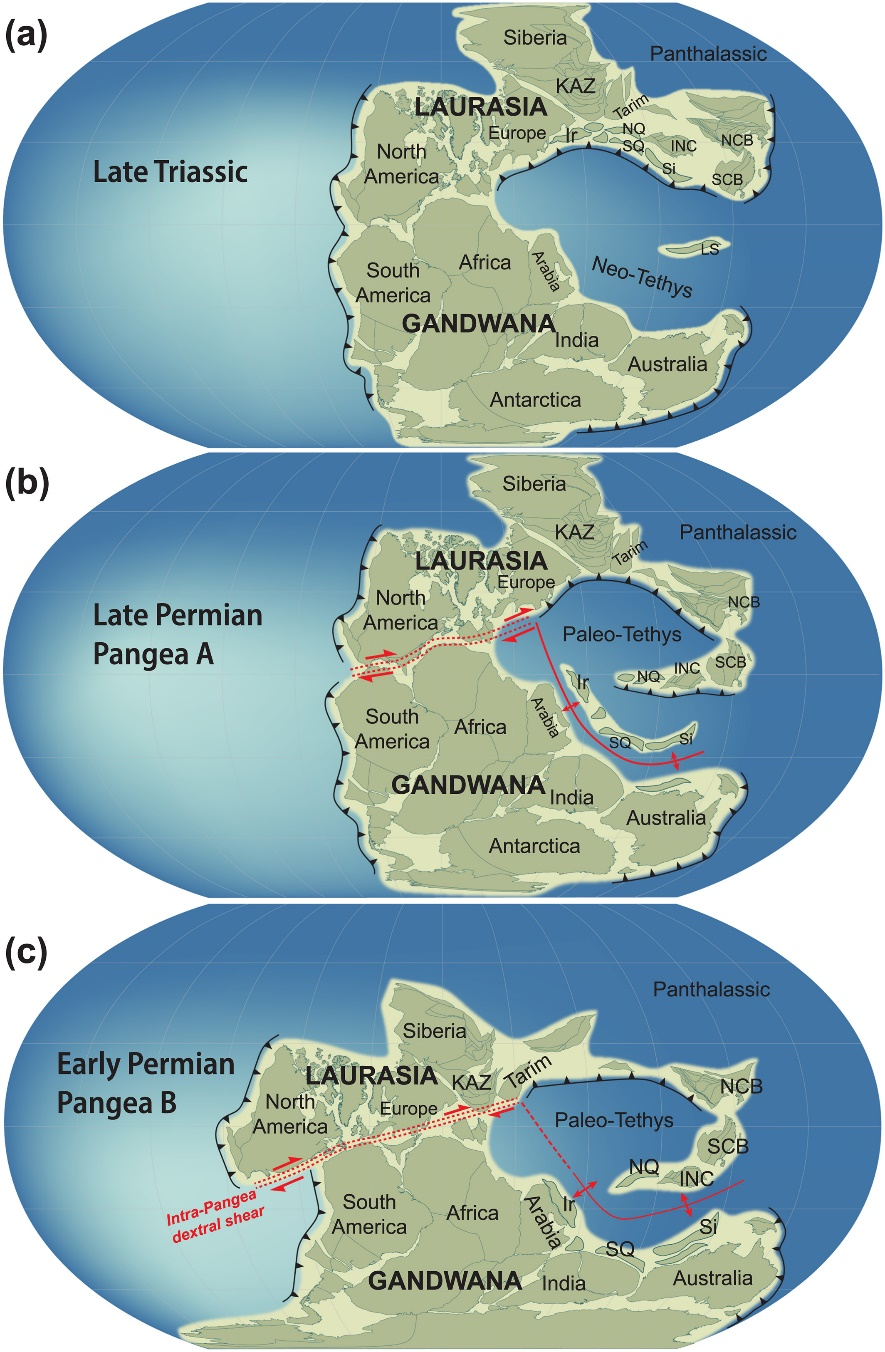 (a)
Siberia
Panthalassic
KAZ
Tarim
LAURASIA
Europe
Ir
NQ
SQ
INC
NCB
Si
SCB
North
America
Late Triassic
LS
Africa
Arabia
Neo-Tethys
South
America
GANDWANA
India
Australia
Antarctica
(b)
Siberia
Panthalassic
KAZ
Tarim
LAURASIA
Europe
NCB
North
America
Late Permian
Pangea A
Paleo-Tethys
SCB
INC
NQ
Ir
Arabia
South
America
Africa
SQ
Si
GANDWANA
India
Australia
Antarctica
(c)
Panthalassic
Siberia
Early Permian
Pangea B
LAURASIA
KAZ
Tarim
NCB
North
America
Europe
Paleo-Tethys
SCB
NQ
INC
Intra-Pangea
dextral shear
South
America
Africa
Arabia
Ir
Si
SQ
GANDWANA
India
Australia